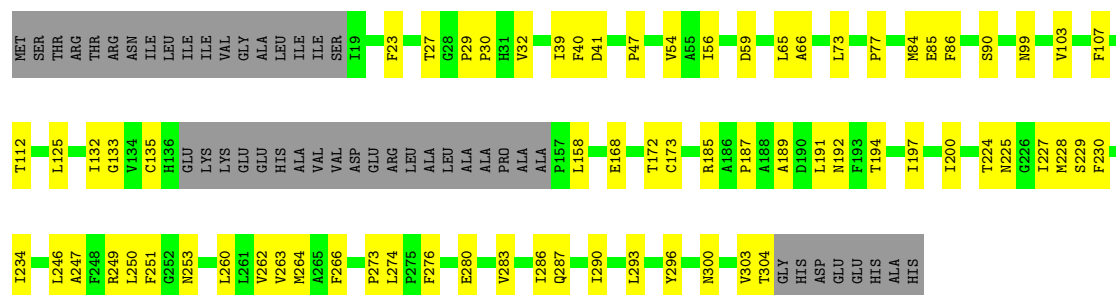 MET SER THR ARG THR ARG ASN ILE LEU ILE ILE VAL GLY ALA LEU ILE ILE SER I19 F23 T27 G28 P29 P30 H31 V32 I39 F40 D41 P47 V54 A55 I56 D59 L65 A66 L73 P77 M84 E85 F86 S90 N99 V103 F107
T112 L125 I132 G133 V134 C135 H136 GLU LYS LYS GLU GLU HIS ALA VAL VAL ASP GLU ARG LEU ALA LEU ALA ALA PRO ALA ALA P157 L158 E168 T172 C173 R185 A186 P187 A188 A189 D190 L191 N192 F193 T194 I197 I200 T224 N225 G226 I227 M228 S229 F230
I234 L246 A247 F248 R249 L250 F251 G252 N253 L260 L261 V262 V263 M264 A265 F266 P273 L274 P275 F276 E280 V283 I286 Q287 I290 L293 Y296 N300 V303 T304 GLY HIS ASP GLU GLU HIS ALA HIS